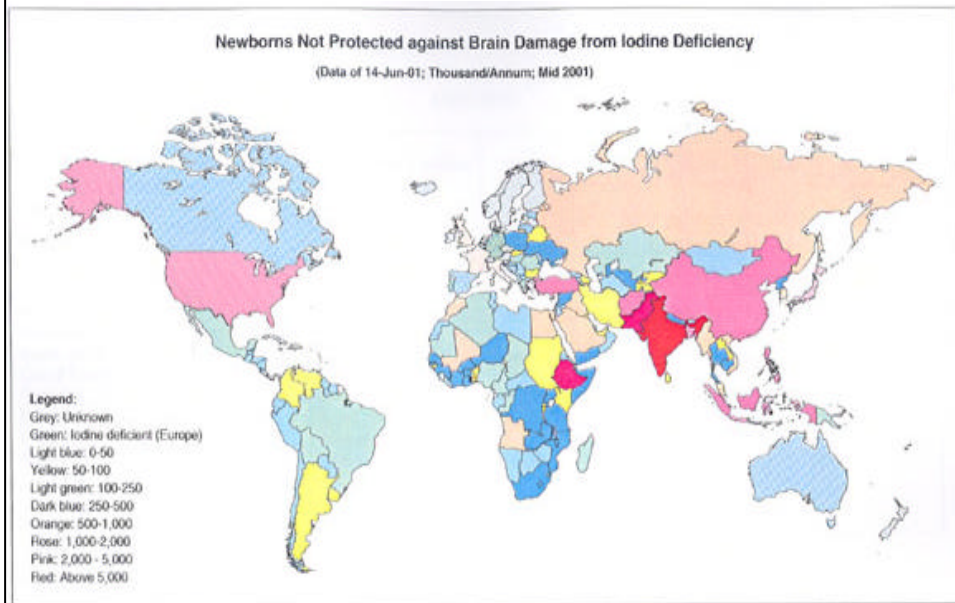 Newborns Not Protected against Brain Damage from Iodine Deficiency
(Data of 14-Jun-01; Thousand/Annum; Mid 2001)
Legend:
Grey: Unknown
Green: Iodine deficient (Europe)
Light blue: 0-50
Yellow: 50-100
Light green: 100-250
Dark blue: 250-500
Orange: 500-1,000
Rose: 1,000-2,000
Pink: 2,000 - 5,000
Red: Above 5,000